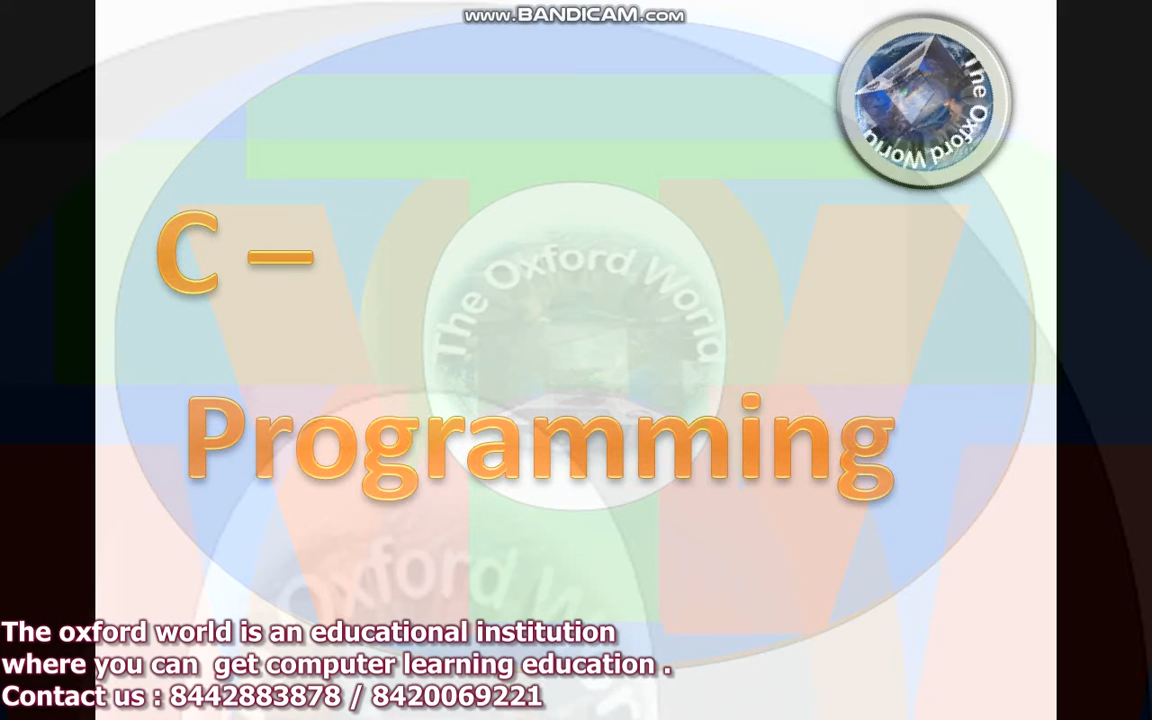 www.BANDICAM.com
The Oxford World
C –
The Oxford World
Programming
Oxford Wor
The oxford world is an educational institution
where you can get computer learning education .
Contact us : 8442883878 / 8420069221